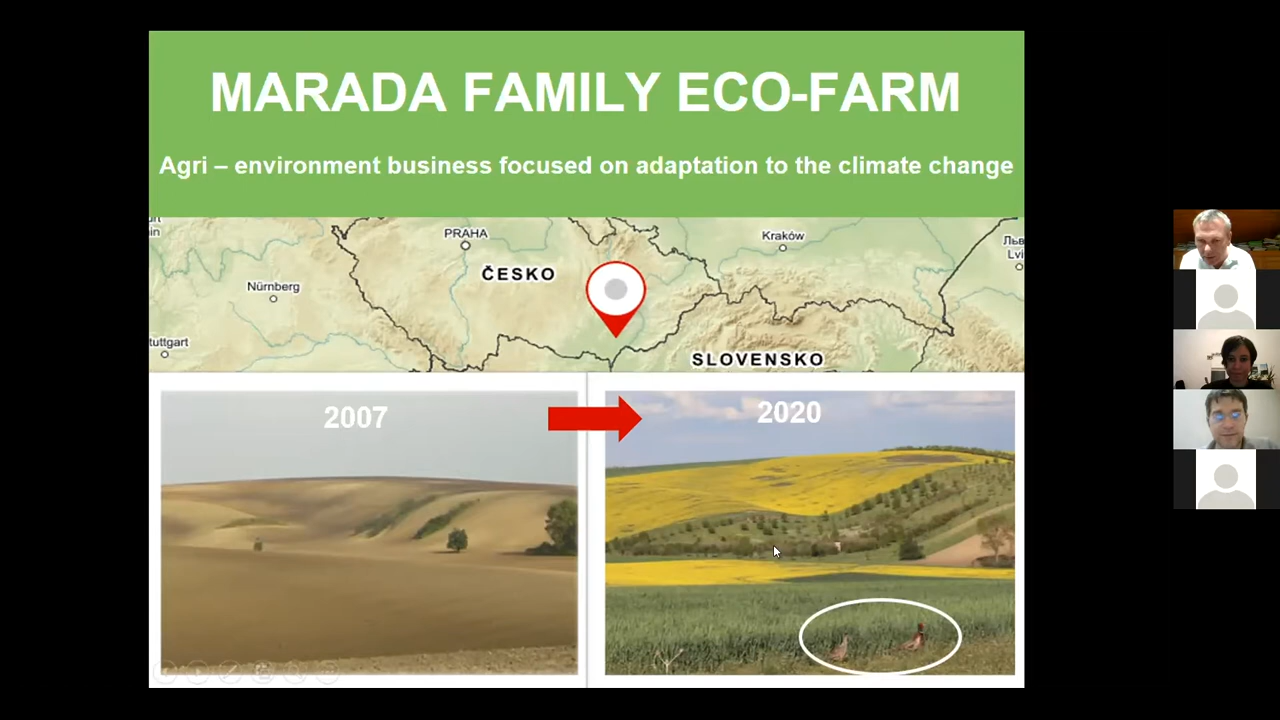 MARADA FAMILY ECO-FARM
Agri – environment business focused on adaptation to the climate change
PRAHA
Kraków
ČESKO
Nürnberg
SLOVENSKO
2007
2020